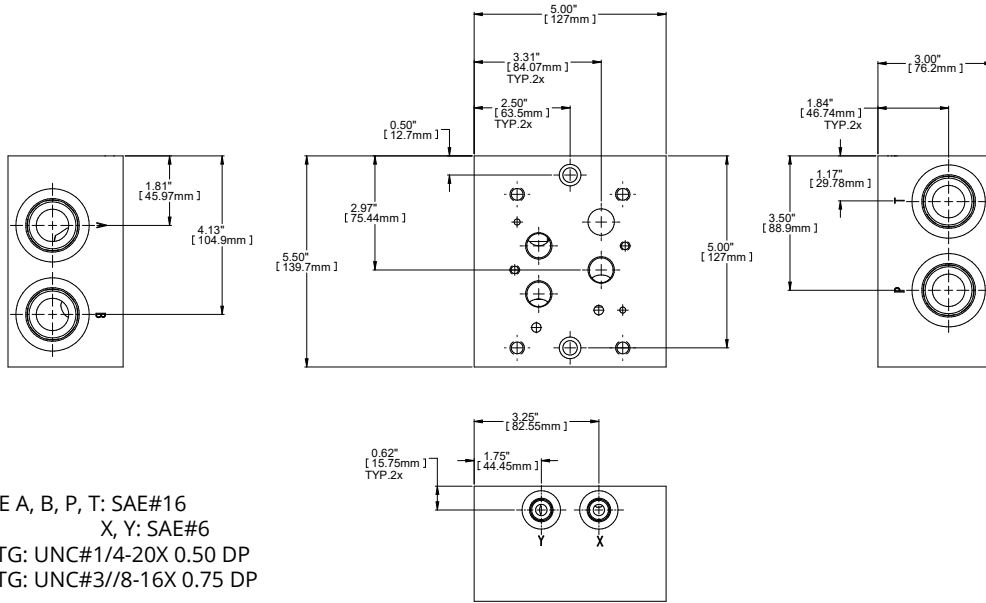 5.00"
[ 127mm ]
3.31"
[ 84.07mm ]
TYP.2x
2.50"
[ 63.5mm ]
TYP.2x
0.50"
[ 12.7mm ]
3.00"
[ 76.2mm ]
1.84"
[ 46.74mm ]
TYP.2x
1.81"
[ 45.97mm ]
4.13"
[ 104.9mm ]
A
B
2.97"
[ 75.44mm ]
5.50"
[ 139.7mm ]
5.00"
[ 127mm ]
1.17"
[ 29.78mm ]
3.50"
[ 88.9mm ]
T
P
3.25"
[ 82.55mm ]
0.62"
[ 15.75mm ]
TYP.2x
1.75"
[ 44.45mm ]
Y X
E A, B, P, T: SAE#16
X, Y: SAE#6
TG: UNC#1/4-20X 0.50 DP
TG: UNC#3//8-16X 0.75 DP